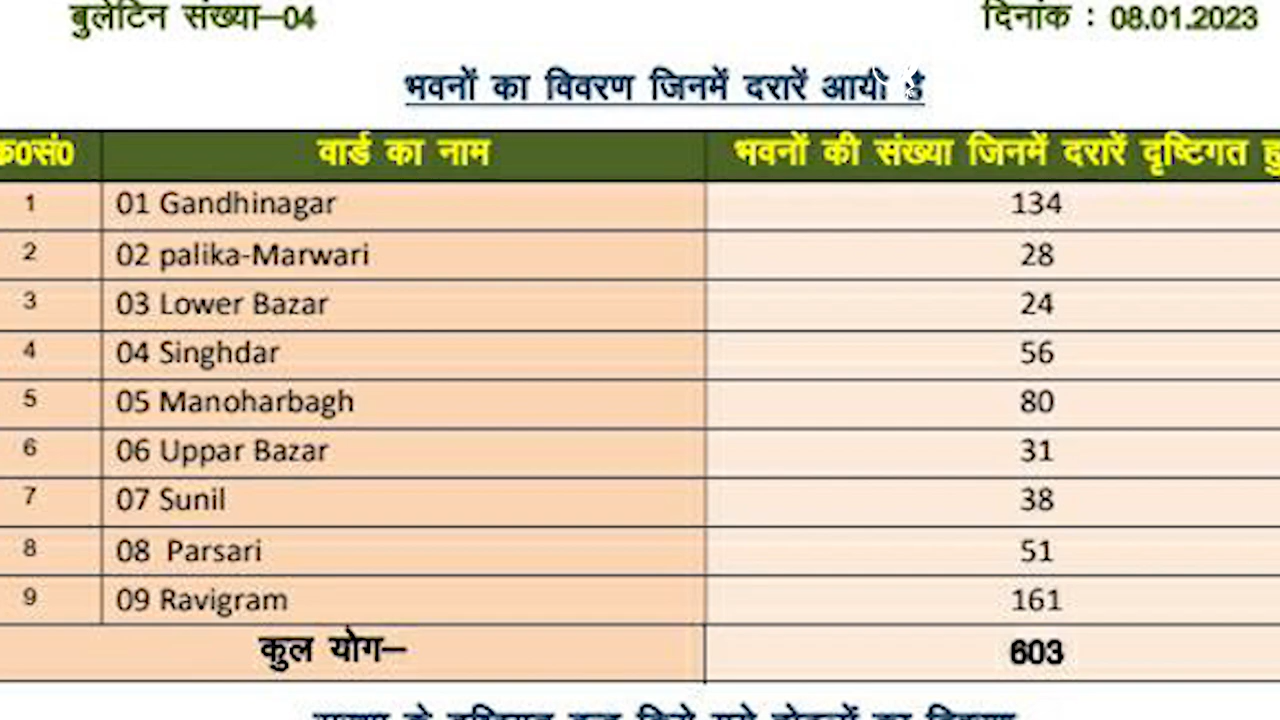 बुलेटिन संख्या–04 दिनांक : 08.01.2023
भवनों का विवरण जिनमें दरारें आयी
क्र0सं0 वार्ड का नाम भवनों की संख्या जिनमें दरारें दृष्टिगत
1 01 Gandhinagar 134
2 02 palika-Marwari 28
3 03 Lower Bazar 24
4 04 Singhdar 56
5 05 Manoharbagh 80
6 06 Uppar Bazar 31
7 07 Sunil 38
8 08 Parsari 51
9 09 Ravigram 161
कुल योग– 603